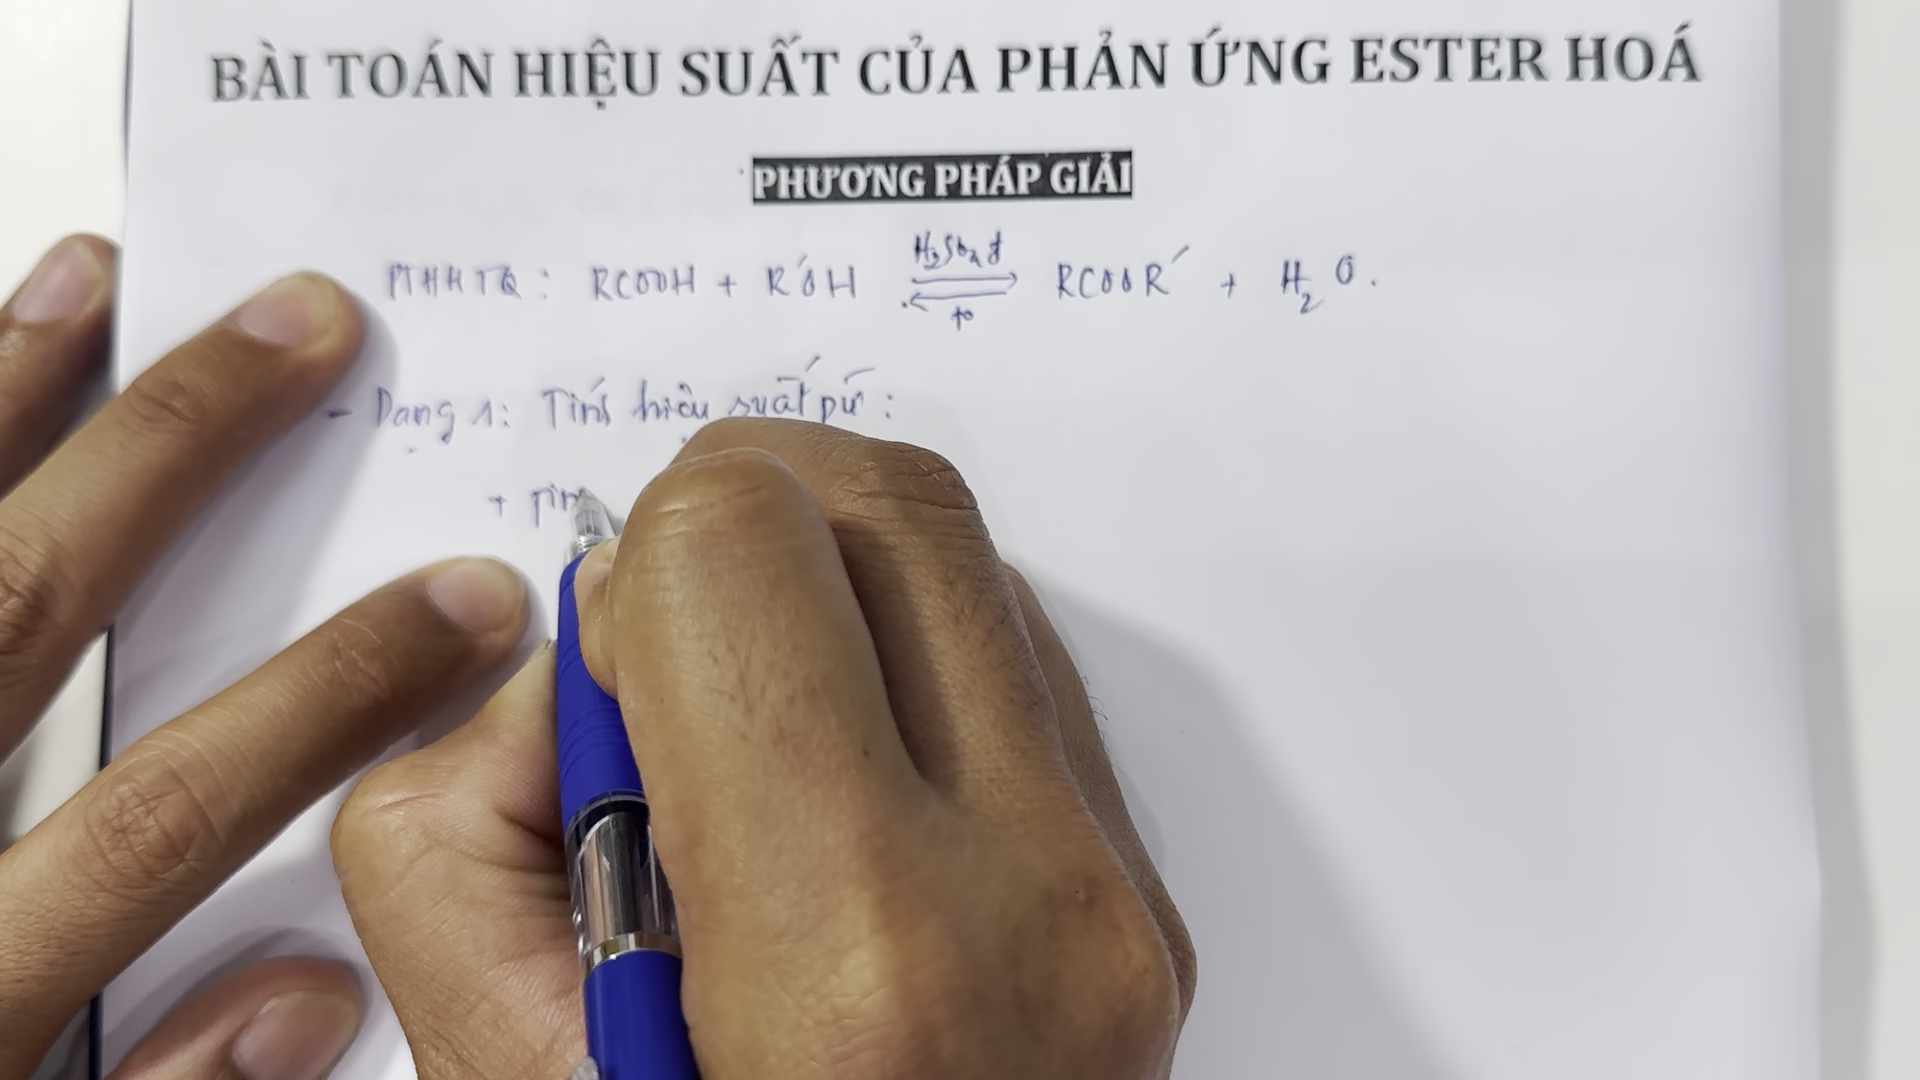 BÀI TOÁN HIỆU SUẤT CỦA PHẢN ỨNG ESTER HOÁ
PHƯƠNG PHÁP GIẢI
PTHHTQ: RCOOH + R'OH ⇌ RCOOR' + H₂O.
H₂SO₄ đ
t°
- Dạng 1: Tính hiệu suất pứ:
+